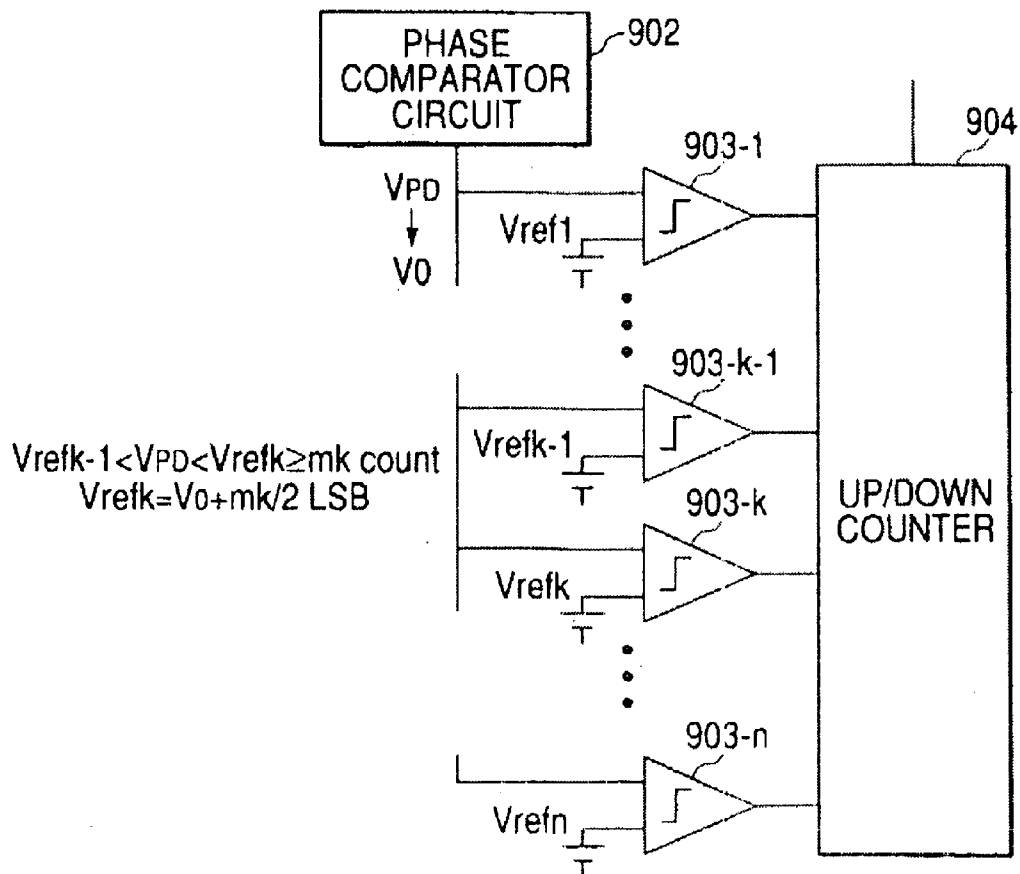 PHASE
COMPARATOR
CIRCUIT
902
904
903-1
VPD
Vref1
V0
903-k-1
Vrefk-1
Vrefk-1<VPD<Vrefk≥mk count
Vrefk=V0+mk/2 LSB
903-k
Vrefk
UP/DOWN
COUNTER
903-n
Vrefn